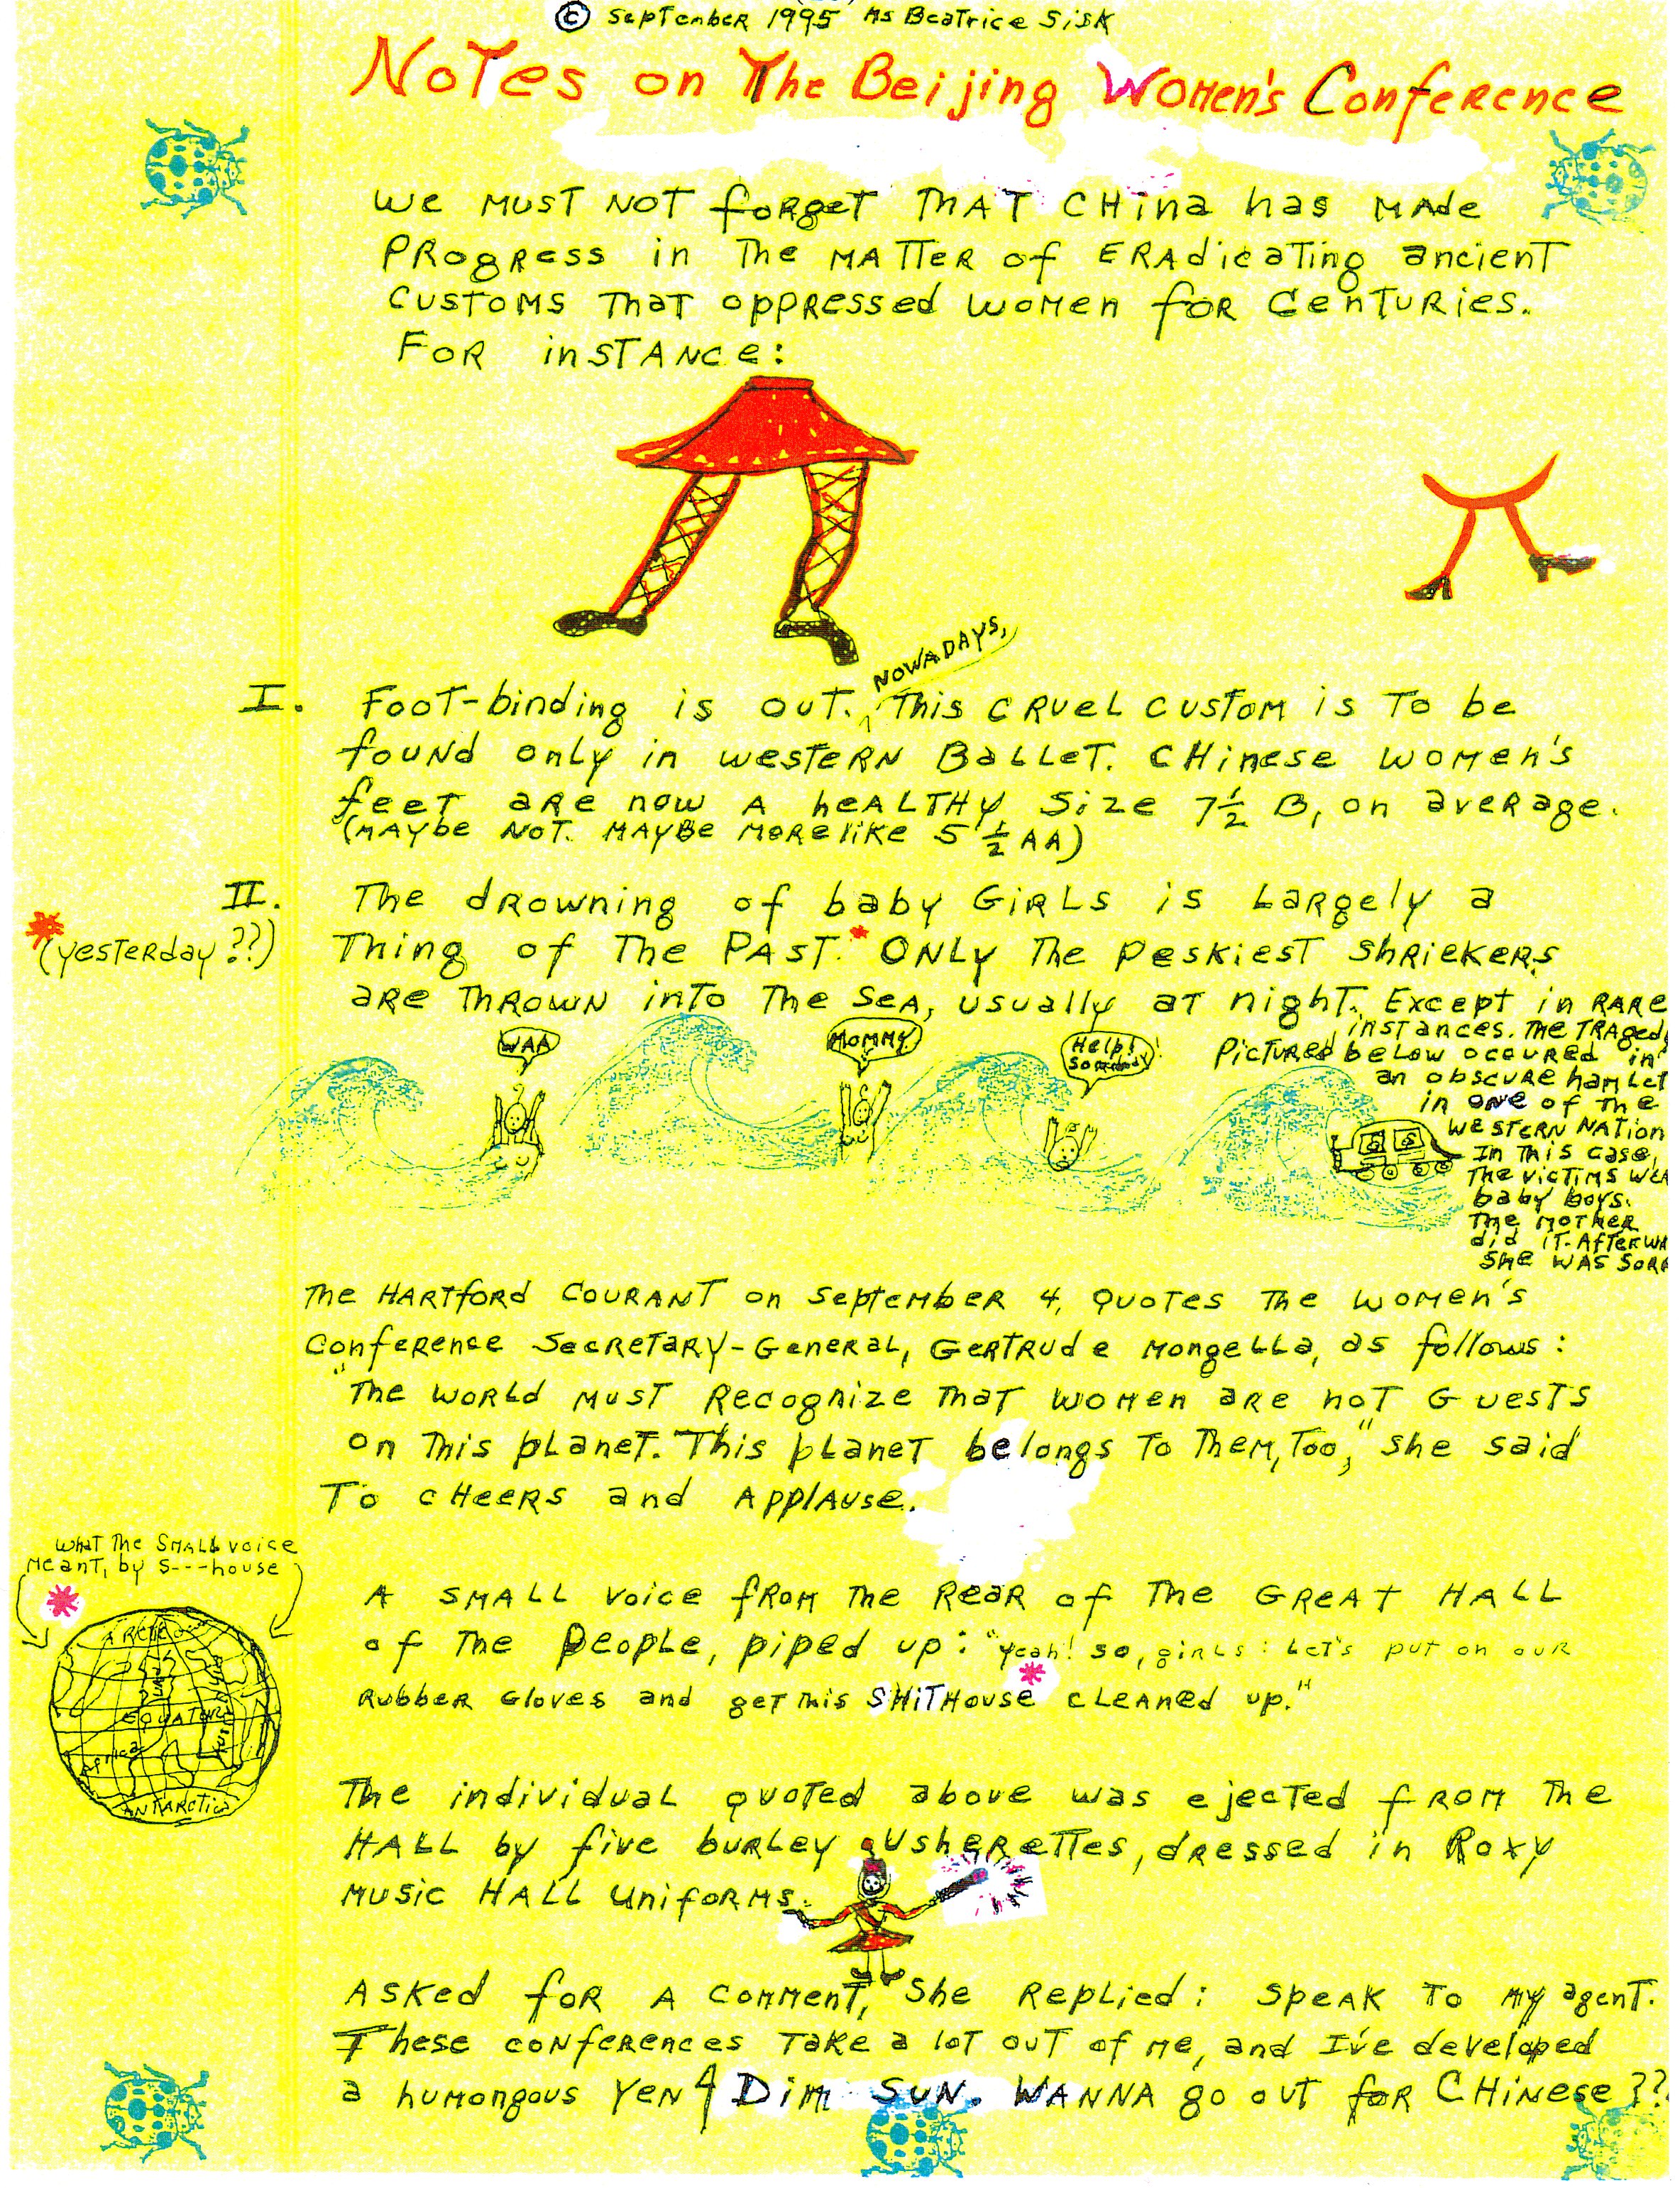 © September 1995 Ms Beatrice Sisk
Notes on The Beijing Women's Conference
We must not forget that China has made
progress in the matter of eradicating ancient
customs that oppressed women for centuries.
For instance:
Nowadays,
I. Foot-binding is out. This cruel custom is to be
found only in western Ballet. Chinese women's
feet are now a healthy size 7½ B, on average.
(Maybe not. Maybe more like 5 ½ AA)
II. The drowning of baby girls is largely a
* (yesterday ??)
thing of the past.* Only the peskiest shriekers
are thrown into the sea, usually at night. Except in rare
instances. The tragedy
pictured below occured in
an obscure hamlet
in one of the
western nation
In this case,
the victims
baby boys.
The mother
did it. 
she was
WAA
Mommy
Help! Somebody!
The Hartford Courant on September 4, quotes the women's
Conference Secretary-General, Gertrude Mongella, as follows:
"The world must recognize that women are not guests
on this planet. This planet belongs to them, too," she said
to cheers and applause.
What the small voice
meant, by s---house
*
Arctic
Equator
Africa
Antarctica
A small voice from the rear of the Great Hall
of the People, piped up: "Yeah! So, girls: Let's put on our
rubber gloves and get this shithouse* cleaned up."
The individual quoted above was ejected from the
Hall by five burley usherettes, dressed in Roxy
Music Hall uniforms.
Asked for a comment, she replied: Speak to my agent.
These conferences take a lot out of me, and I've developed
a humongous yen 4 Dim Sun. Wanna go out for Chinese??